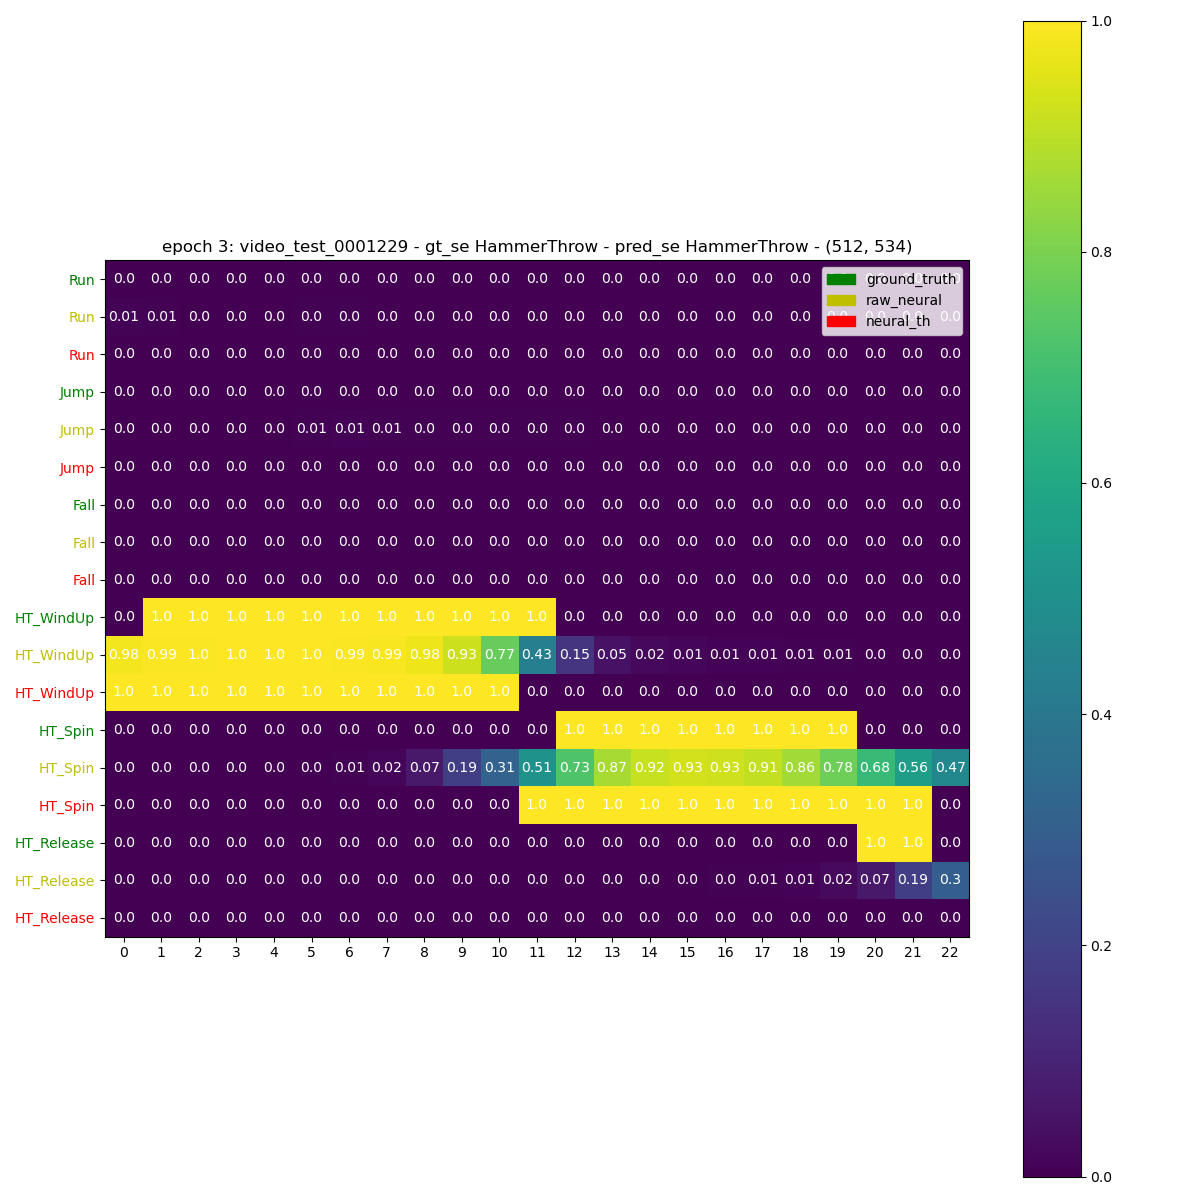 epoch 3: video_test_0001229 - gt_se HammerThrow - pred_se HammerThrow - (512, 534)
Run 0.0 0.0 0.0 0.0 0.0 0.0 0.0 0.0 0.0 0.0 0.0 0.0 0.0 0.0 0.0 0.0 0.0 0.0 0.0
Run 0.01 0.01 0.0 0.0 0.0 0.0 0.0 0.0 0.0 0.0 0.0 0.0 0.0 0.0 0.0 0.0 0.0 0.0 0.0
Run 0.0 0.0 0.0 0.0 0.0 0.0 0.0 0.0 0.0 0.0 0.0 0.0 0.0 0.0 0.0 0.0 0.0 0.0 0.0 0.0 0.0 0.0 0.0
Jump 0.0 0.0 0.0 0.0 0.0 0.0 0.0 0.0 0.0 0.0 0.0 0.0 0.0 0.0 0.0 0.0 0.0 0.0 0.0 0.0 0.0 0.0 0.0
Jump 0.0 0.0 0.0 0.0 0.0 0.01 0.01 0.01 0.0 0.0 0.0 0.0 0.0 0.0 0.0 0.0 0.0 0.0 0.0 0.0 0.0 0.0 0.0
Jump 0.0 0.0 0.0 0.0 0.0 0.0 0.0 0.0 0.0 0.0 0.0 0.0 0.0 0.0 0.0 0.0 0.0 0.0 0.0 0.0 0.0 0.0 0.0
Fall 0.0 0.0 0.0 0.0 0.0 0.0 0.0 0.0 0.0 0.0 0.0 0.0 0.0 0.0 0.0 0.0 0.0 0.0 0.0 0.0 0.0 0.0 0.0
Fall 0.0 0.0 0.0 0.0 0.0 0.0 0.0 0.0 0.0 0.0 0.0 0.0 0.0 0.0 0.0 0.0 0.0 0.0 0.0 0.0 0.0 0.0 0.0
Fall 0.0 0.0 0.0 0.0 0.0 0.0 0.0 0.0 0.0 0.0 0.0 0.0 0.0 0.0 0.0 0.0 0.0 0.0 0.0 0.0 0.0 0.0 0.0
HT_WindUp 0.0 1.0 1.0 1.0 1.0 1.0 1.0 1.0 1.0 1.0 1.0 1.0 0.0 0.0 0.0 0.0 0.0 0.0 0.0 0.0 0.0 0.0 0.0
HT_WindUp 0.98 0.99 1.0 1.0 1.0 1.0 0.99 0.99 0.98 0.93 0.77 0.43 0.15 0.05 0.02 0.01 0.01 0.01 0.01 0.01 0.0 0.0 0.0
HT_WindUp 1.0 1.0 1.0 1.0 1.0 1.0 1.0 1.0 1.0 1.0 1.0 0.0 0.0 0.0 0.0 0.0 0.0 0.0 0.0 0.0 0.0 0.0 0.0
HT_Spin 0.0 0.0 0.0 0.0 0.0 0.0 0.0 0.0 0.0 0.0 0.0 0.0 1.0 1.0 1.0 1.0 1.0 1.0 1.0 1.0 0.0 0.0 0.0
HT_Spin 0.0 0.0 0.0 0.0 0.0 0.0 0.01 0.02 0.07 0.19 0.31 0.51 0.73 0.87 0.92 0.93 0.93 0.91 0.86 0.78 0.68 0.56 0.47
HT_Spin 0.0 0.0 0.0 0.0 0.0 0.0 0.0 0.0 0.0 0.0 0.0 1.0 1.0 1.0 1.0 1.0 1.0 1.0 1.0 1.0 1.0 1.0 0.0
HT_Release 0.0 0.0 0.0 0.0 0.0 0.0 0.0 0.0 0.0 0.0 0.0 0.0 0.0 0.0 0.0 0.0 0.0 0.0 0.0 0.0 1.0 1.0 0.0
HT_Release 0.0 0.0 0.0 0.0 0.0 0.0 0.0 0.0 0.0 0.0 0.0 0.0 0.0 0.0 0.0 0.0 0.0 0.01 0.01 0.02 0.07 0.19 0.3
HT_Release 0.0 0.0 0.0 0.0 0.0 0.0 0.0 0.0 0.0 0.0 0.0 0.0 0.0 0.0 0.0 0.0 0.0 0.0 0.0 0.0 0.0 0.0 0.0
0 1 2 3 4 5 6 7 8 9 10 11 12 13 14 15 16 17 18 19 20 21 22
ground_truth
raw_neural
neural_th
1.0
0.8
0.6
0.4
0.2
0.0